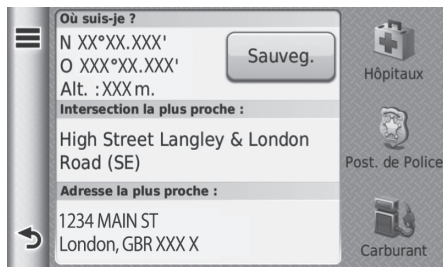 Où suis-je ?
N XX°XX.XXX'
O XXX°XX.XXX'
Alt. : XXX m.
Sauveg.
Intersection la plus proche :
High Street Langley & London
Road (SE)
Adresse la plus proche :
1234 MAIN ST
London, GBR XXX X
Hôpitaux
Post. de Police
Carburant